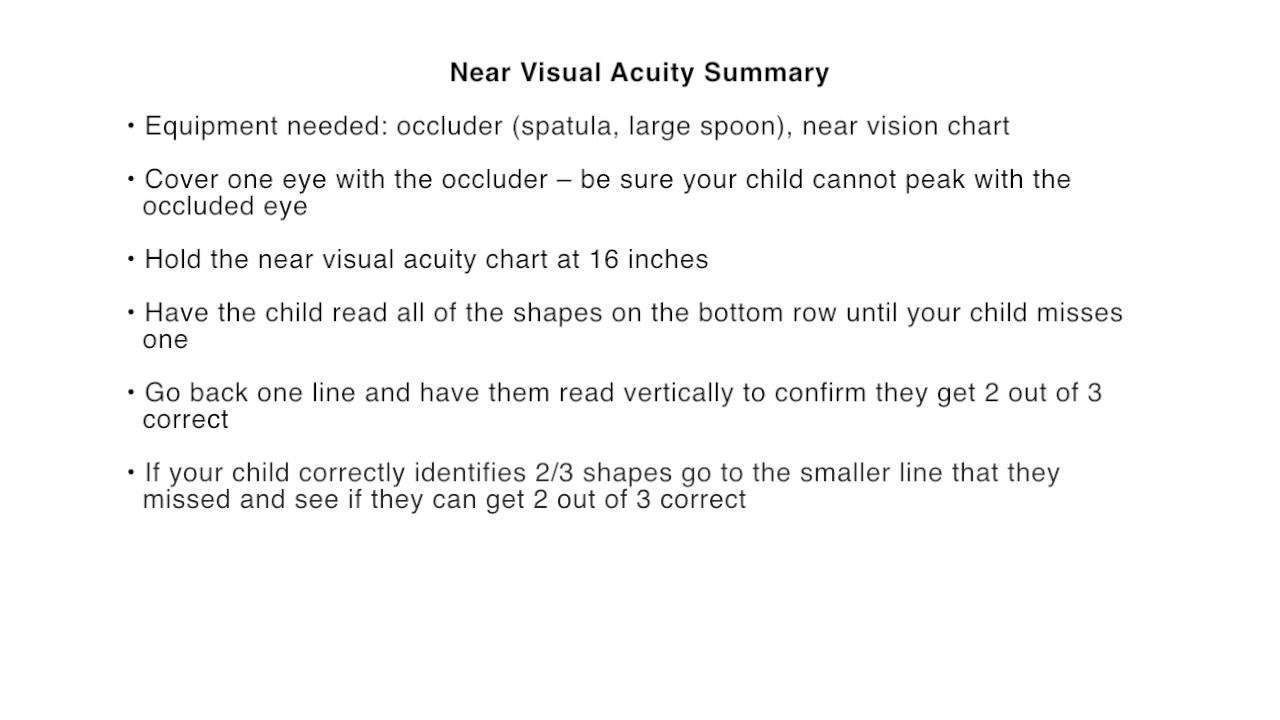 Near Visual Acuity Summary
• Equipment needed: occluder (spatula, large spoon), near vision chart
• Cover one eye with the occluder – be sure your child cannot peak with the
occluded eye
• Hold the near visual acuity chart at 16 inches
• Have the child read all of the shapes on the bottom row until your child misses
one
• Go back one line and have them read vertically to confirm they get 2 out of 3
correct
• If your child correctly identifies 2/3 shapes go to the smaller line that they
missed and see if they can get 2 out of 3 correct